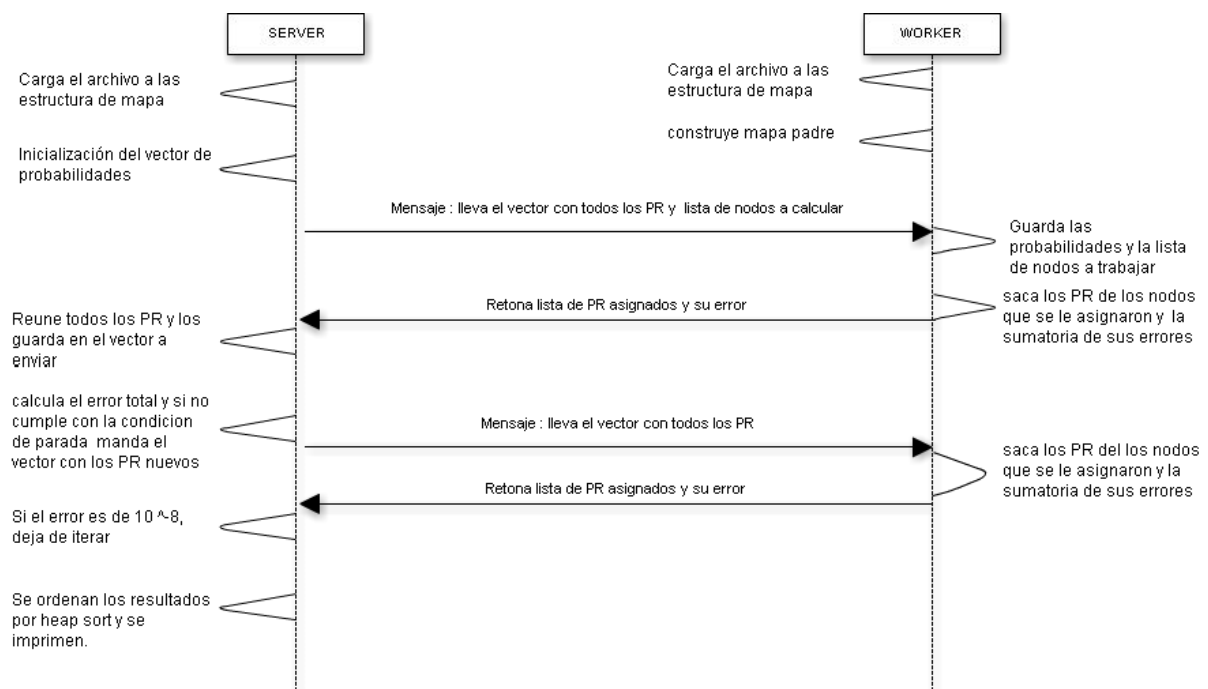 SERVER
WORKER
Carga el archivo a las
estructura de mapa
Carga el archivo a las
estructura de mapa
construye mapa padre
Inicialización del vector de
probabilidades
Mensaje : lleva el vector con todos los PR y lista de nodos a calcular
Guarda las
probabilidades y la lista
de nodos a trabajar
Retona lista de PR asignados y su error
saca los PR de los nodos
que se le asignaron y la
sumatoria de sus errores
Reune todos los PR y los
guarda en el vector a
enviar
calcula el error total y si no
cumple con la condicion
de parada manda el
vector con los PR nuevos
Mensaje : lleva el vector con todos los PR
saca los PR del los nodos
que se le asignaron y la
sumatoria de sus errores
Retona lista de PR asignados y su error
Si el error es de 10 ^-8,
deja de iterar
Se ordenan los resultados
por heap sort y se
imprimen.